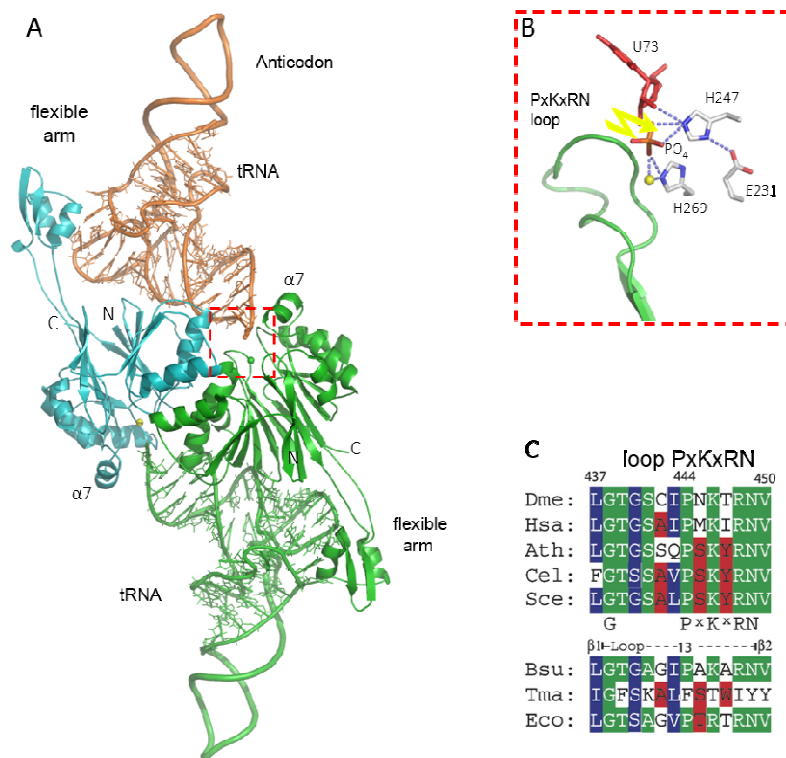 A
Anticodon
flexible
arm
tRNA
α7
N
C
α7
N
C
flexible
arm
tRNA
B
U73
PxKxRN
loop
H247
PO4
H269
E231
C
loop PxKxRN
437 444 450
Dme: LGTGSCIPNKTRNV
Hsa: LGTGSAIPMKIRNV
Ath: LGTGSSQPSKYRNV
Cel: FGTSSAVPSKYRNV
Sce: LGTGSALPSKYRNV
G PxKxRN
β1 Loop ----13-------- β2
Bsu: LGTGAGIPAKARNV
Tma: IGFSKALFSTWIYY
Eco: LGTSAGVPTRTRNV